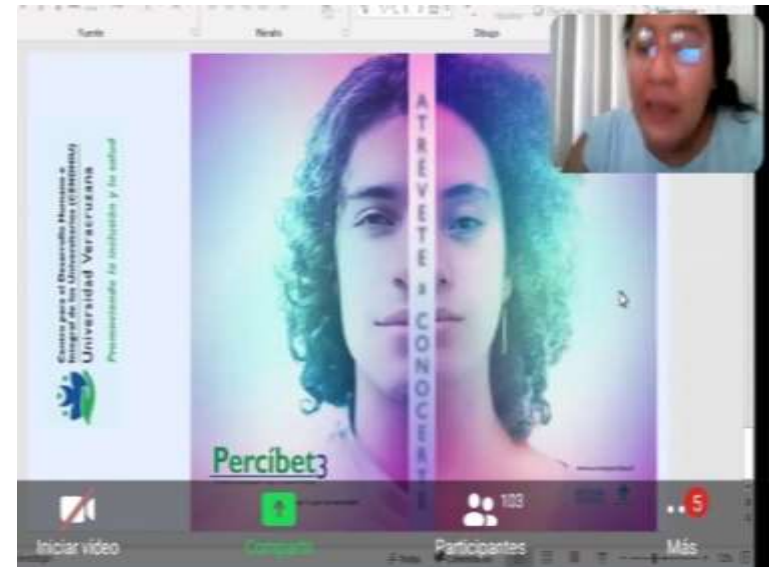 Fuente
Párrafo
Dibujo
Centro para el Desarrollo Humano e
Integral de los Universitarios (CENDHIU)
Universidad Veracruzana
Promoviendo la inclusión y la salud
ATREVETE a CONOCERTE
Percíbet3
103
5
Iniciar video
Compartir
Participantes
Más